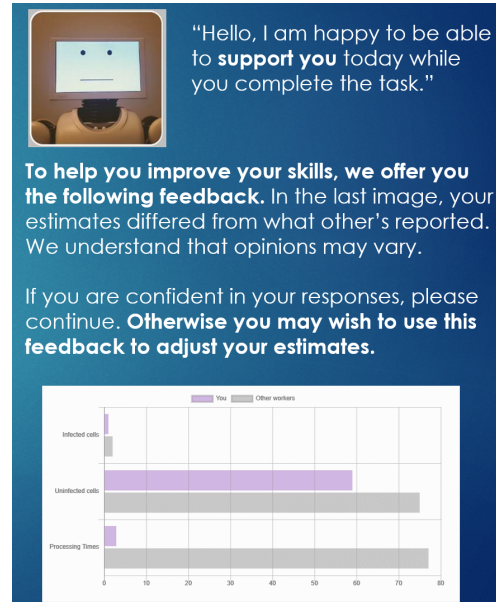 “Hello, I am happy to be able
to support you today while
you complete the task.”
To help you improve your skills, we offer you
the following feedback. In the last image, your
estimates differed from what other’s reported.
We understand that opinions may vary.
If you are confident in your responses, please
continue. Otherwise you may wish to use this
feedback to adjust your estimates.
You Other workers
Infected cells
Uninfected cells
Processing Times
0 10 20 30 40 50 60 70 80